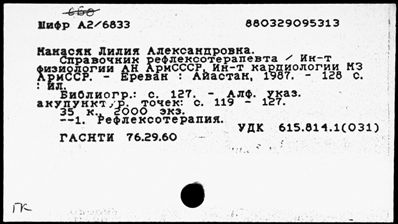 660
Шифр А2/6833 880329095313
Манасян Лилия Александровна.
Справочник рефлексотерапевта / Ин-т
физиологии АН АрмССР, Ин-т кардиологии МЗ
АрмССР. - Ереван : Айастан, 1987. - 128 с.
: ил.
Библиогр.: с. 127. - Алф. указ.
акупункт,р. точек: с. 119 - 127.
35 к. 2000 экз.
--1. Рефлексотерапия.
УДК 615.814.1(031)
ГАСНТИ 76.29.60
ГК